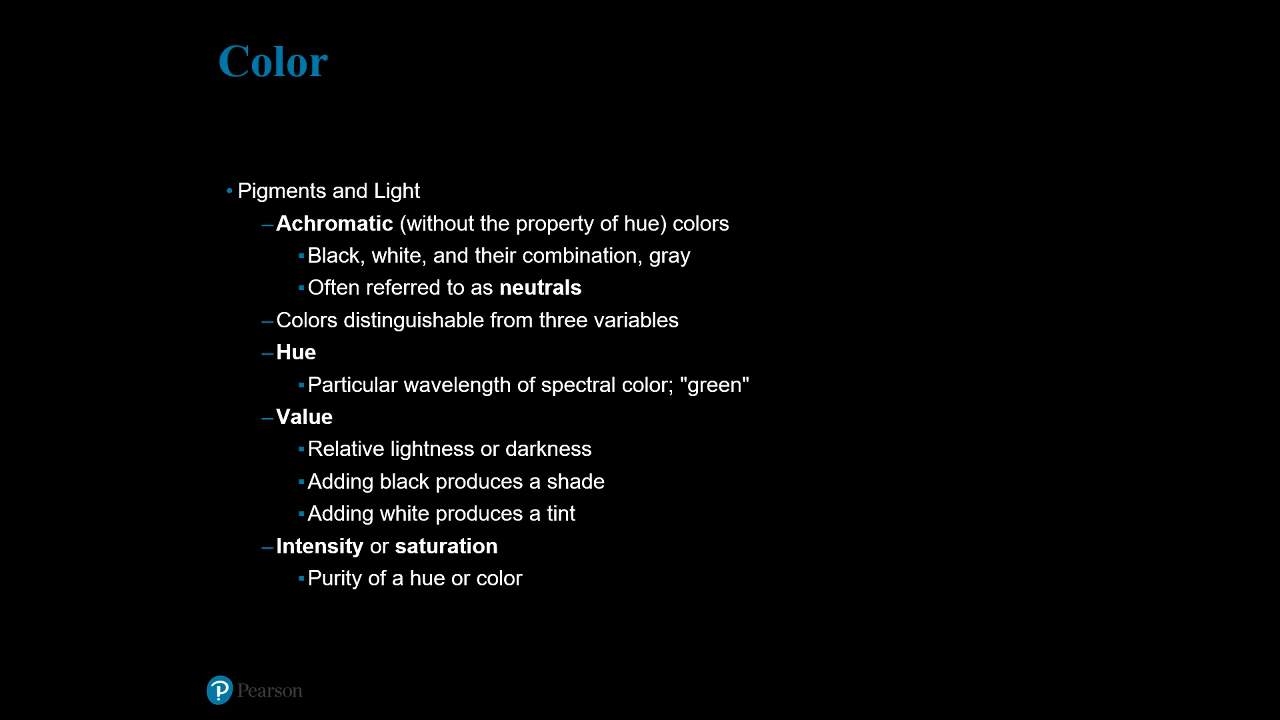 Color
• Pigments and Light
– Achromatic (without the property of hue) colors
▪ Black, white, and their combination, gray
▪ Often referred to as neutrals
– Colors distinguishable from three variables
– Hue
▪ Particular wavelength of spectral color; "green"
– Value
▪ Relative lightness or darkness
▪ Adding black produces a shade
▪ Adding white produces a tint
– Intensity or saturation
▪ Purity of a hue or color
Pearson